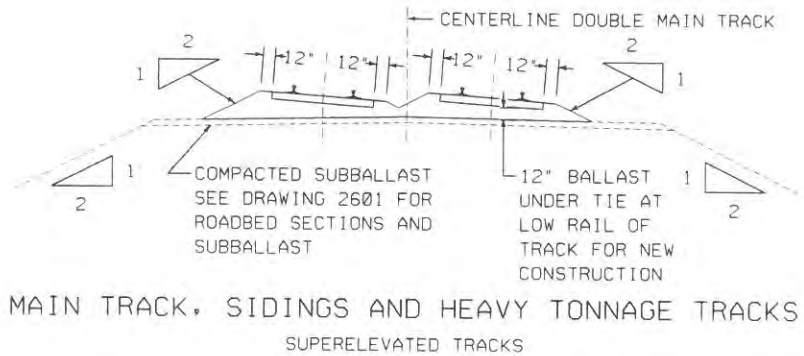 CENTERLINE DOUBLE MAIN TRACK
2
1
12"
12"
12"
12"
2
1
1
2
COMPACTED SUBBALLAST
SEE DRAWING 2601 FOR
ROADBED SECTIONS AND
SUBBALLAST
12" BALLAST
UNDER TIE AT
LOW RAIL OF
TRACK FOR NEW
CONSTRUCTION
1
2
MAIN TRACK, SIDINGS AND HEAVY TONNAGE TRACKS
SUPERELEVATED TRACKS